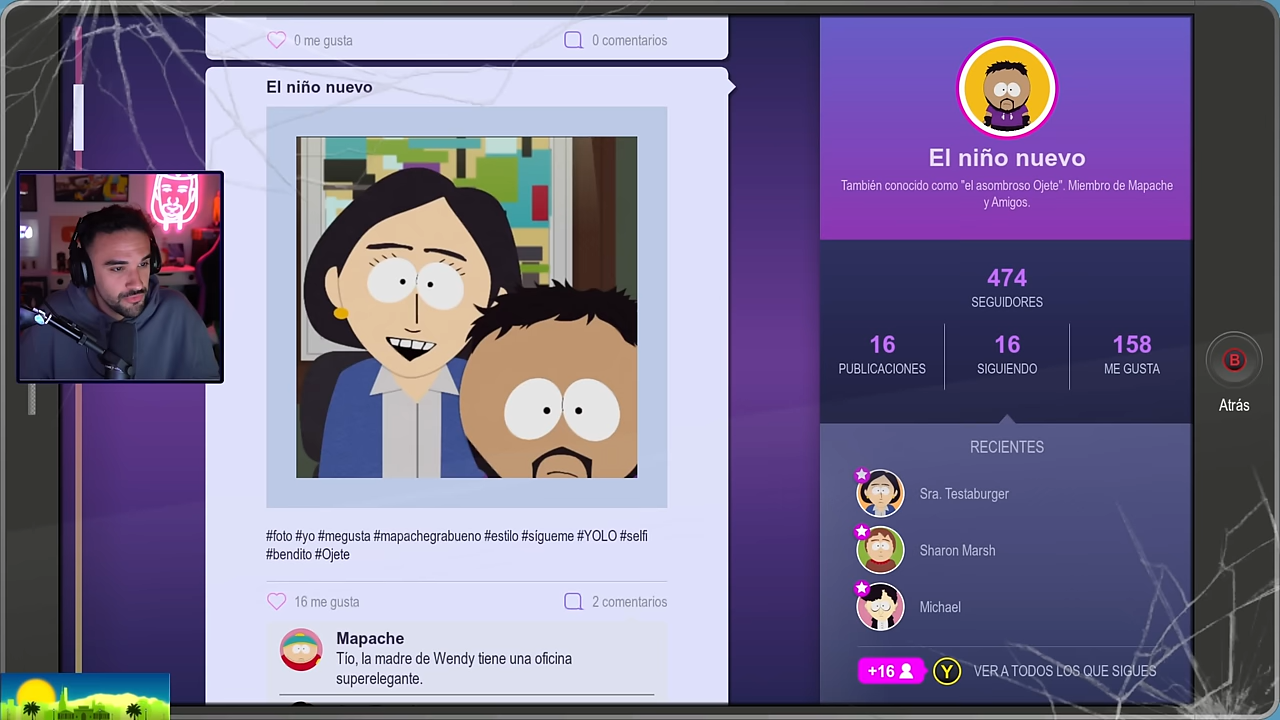 0 me gusta
0 comentarios
El niño nuevo
#foto #yo #megusta #mapachegrabueno #estilo #sígueme #YOLO #selfi
#bendito #Ojete
16 me gusta
2 comentarios
Mapache
Tío, la madre de Wendy tiene una oficina
superelegante.
El niño nuevo
También conocido como "el asombroso Ojete". Miembro de Mapache
y Amigos.
474
SEGUIDORES
16
PUBLICACIONES
16
SIGUIENDO
158
ME GUSTA
RECIENTES
Sra. Testaburger
Sharon Marsh
Michael
+16
Y
VER A TODOS LOS QUE SIGUES
B
Atrás